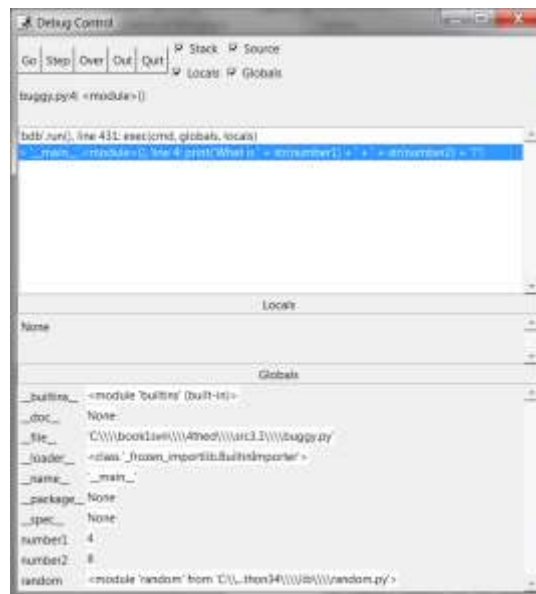 Debug Control
Go Step Over Out Quit
Stack Source
Locals Globals
buggy.py:4: <module>()
'bdb'.run(), line 431: exec(cmd, globals, locals)
> '__main__'.<module>(), line 4: print('What is ' + str(number1) + ' + ' + str(number2) + '?')
Locals
None
Globals
__builtins__ <module 'builtins' (built-in)>
__doc__ None
__file__ 'C:\\\\book1svn\\\\4thed\\\\src3.1\\\\buggy.py'
__loader__ <class '_frozen_importlib.BuiltinImporter'>
__name__ '__main__'
__package__ None
__spec__ None
number1 4
number2 8
random <module 'random' from 'C:\\...thon34\\\\lib\\\\random.py'>